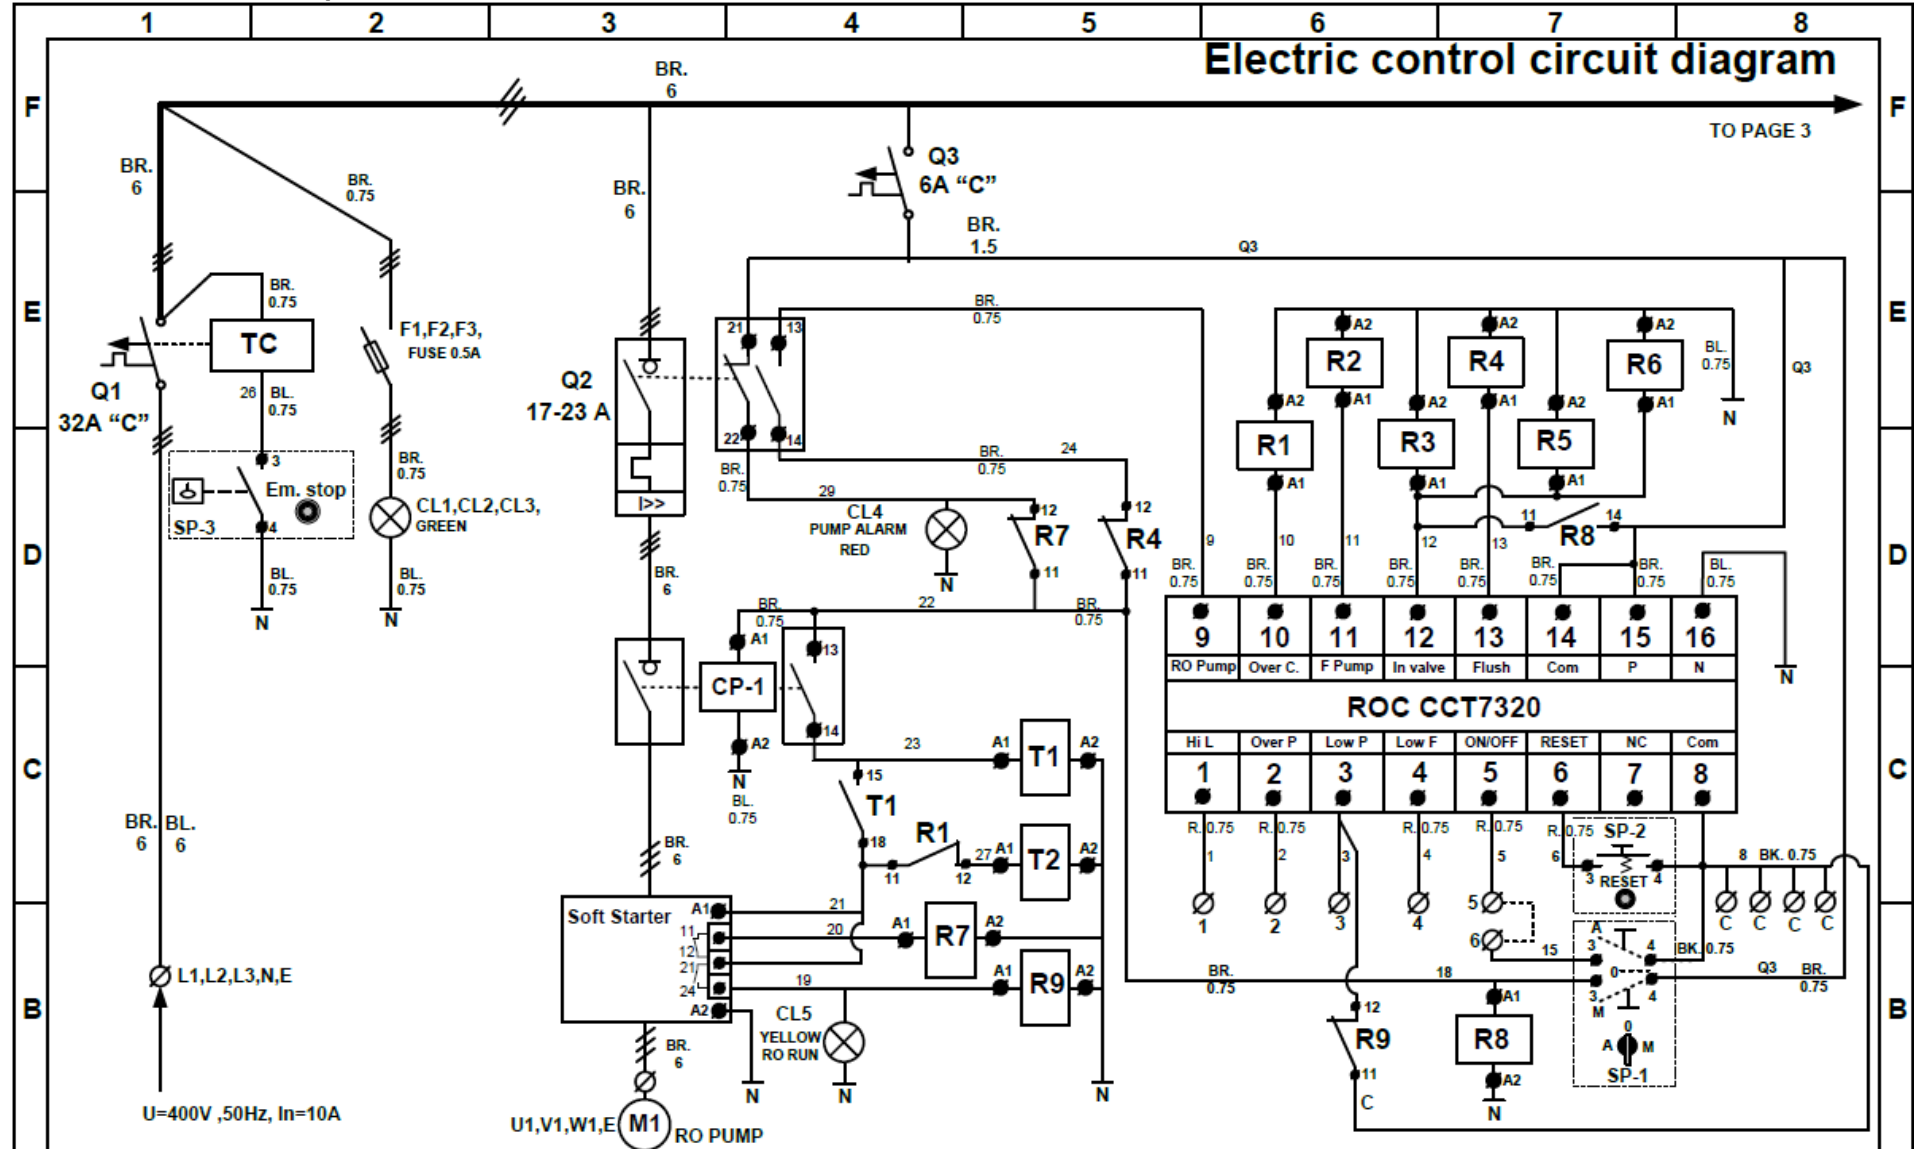 1 2 3 4 5 6 7 8
Electric control circuit diagram
F
F
BR.
6
TO PAGE 3
BR.
6
BR.
0.75
BR.
6
Q3
6A “C”
BR.
1.5
Q3
E
E
BR.
0.75
TC
Q1
32A “C”
26 BL.
0.75
F1,F2,F3,
FUSE 0.5A
Q2
17-23 A
I>>
21 13
22 14
BR.
0.75
BR.
0.75
BR.
0.75
24
29
A2 A2 A2
R2 R4 R6
A1 A1 A1
A2 A2 A2
R1 R3 R5
A1 A1 A1
BL.
0.75
N
Q3
D
D
3
Em. stop
SP-3
4
BL.
0.75
N
BR.
0.75
CL1,CL2,CL3,
GREEN
BL.
0.75
N
BR.
6
CL4
PUMP ALARM
RED
N
12
R7
11
12
R4
11
11 14
R8
9 10 11 12 13
BR.
0.75
BR.
0.75
BR.
0.75
BR.
0.75
BR.
0.75
BR.
0.75
BR.
0.75
BL.
0.75
N
BR.
0.75
22
BR.
0.75
9 10 11 12 13 14 15 16
RO Pump Over C. F Pump In valve Flush Com P N
ROC CCT7320
Hi L Over P Low P Low F ON/OFF RESET NC Com
1 2 3 4 5 6 7 8
C
C
A1
CP-1
A2
N
BL.
0.75
13
14
23
A1 T1 A2
15
T1
18
R1
11 12
27 A1 T2 A2
BR. BL.
6 6
BR.
6
R. 0.75
1
R. 0.75
2
3
R. 0.75
4
R. 0.75
5
R. 0.75
6
SP-2
3 RESET 4
8 BK. 0.75
C C C C
1 2 3 4
5
6
B
B
Soft Starter
A1
11
12
21
24
A2
21
20
19
A1 R7 A2
A1 R9 A2
CL5
YELLOW
RO RUN
N
N
N
L1,L2,L3,N,E
U=400V ,50Hz, In=10A
BR.
6
U1,V1,W1,E M1 RO PUMP
BR.
0.75
12
R9
11
C
18
15
A1
R8
A2
N
A
3 4
0
3 4
M
0
A M
SP-1
BK. 0.75
Q3
BR.
0.75